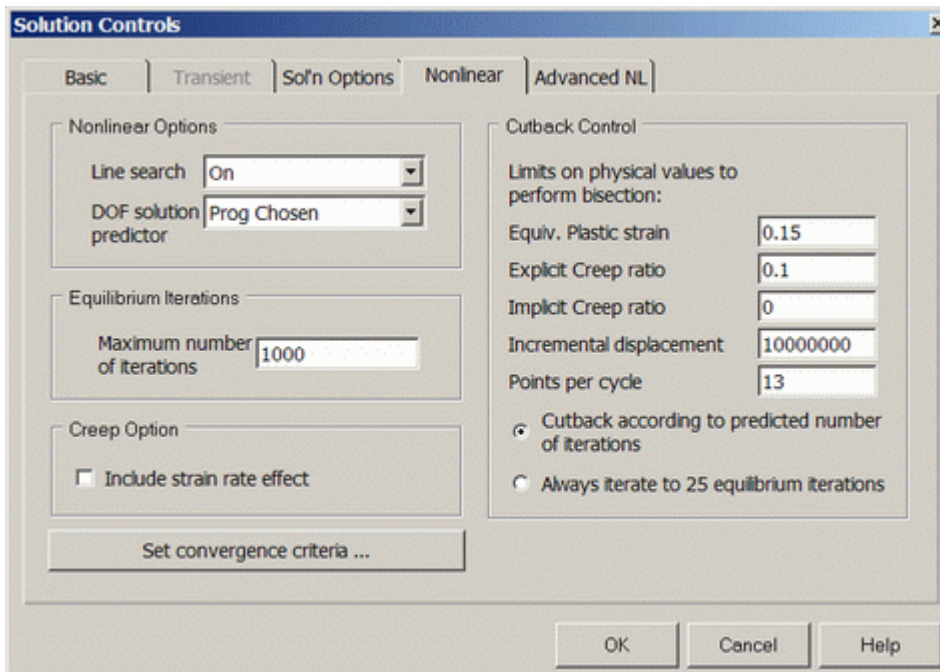 Solution Controls
Basic
Transient
Sol'n Options
Nonlinear
Advanced NL
Nonlinear Options
Line search
On
DOF solution
predictor
Prog Chosen
Equilibrium Iterations
Maximum number
of iterations
1000
Creep Option
Include strain rate effect
Set convergence criteria ...
Cutback Control
Limits on physical values to
perform bisection:
Equiv. Plastic strain
0.15
Explicit Creep ratio
0.1
Implicit Creep ratio
0
Incremental displacement
10000000
Points per cycle
13
Cutback according to predicted number
of iterations
Always iterate to 25 equilibrium iterations
OK
Cancel
Help